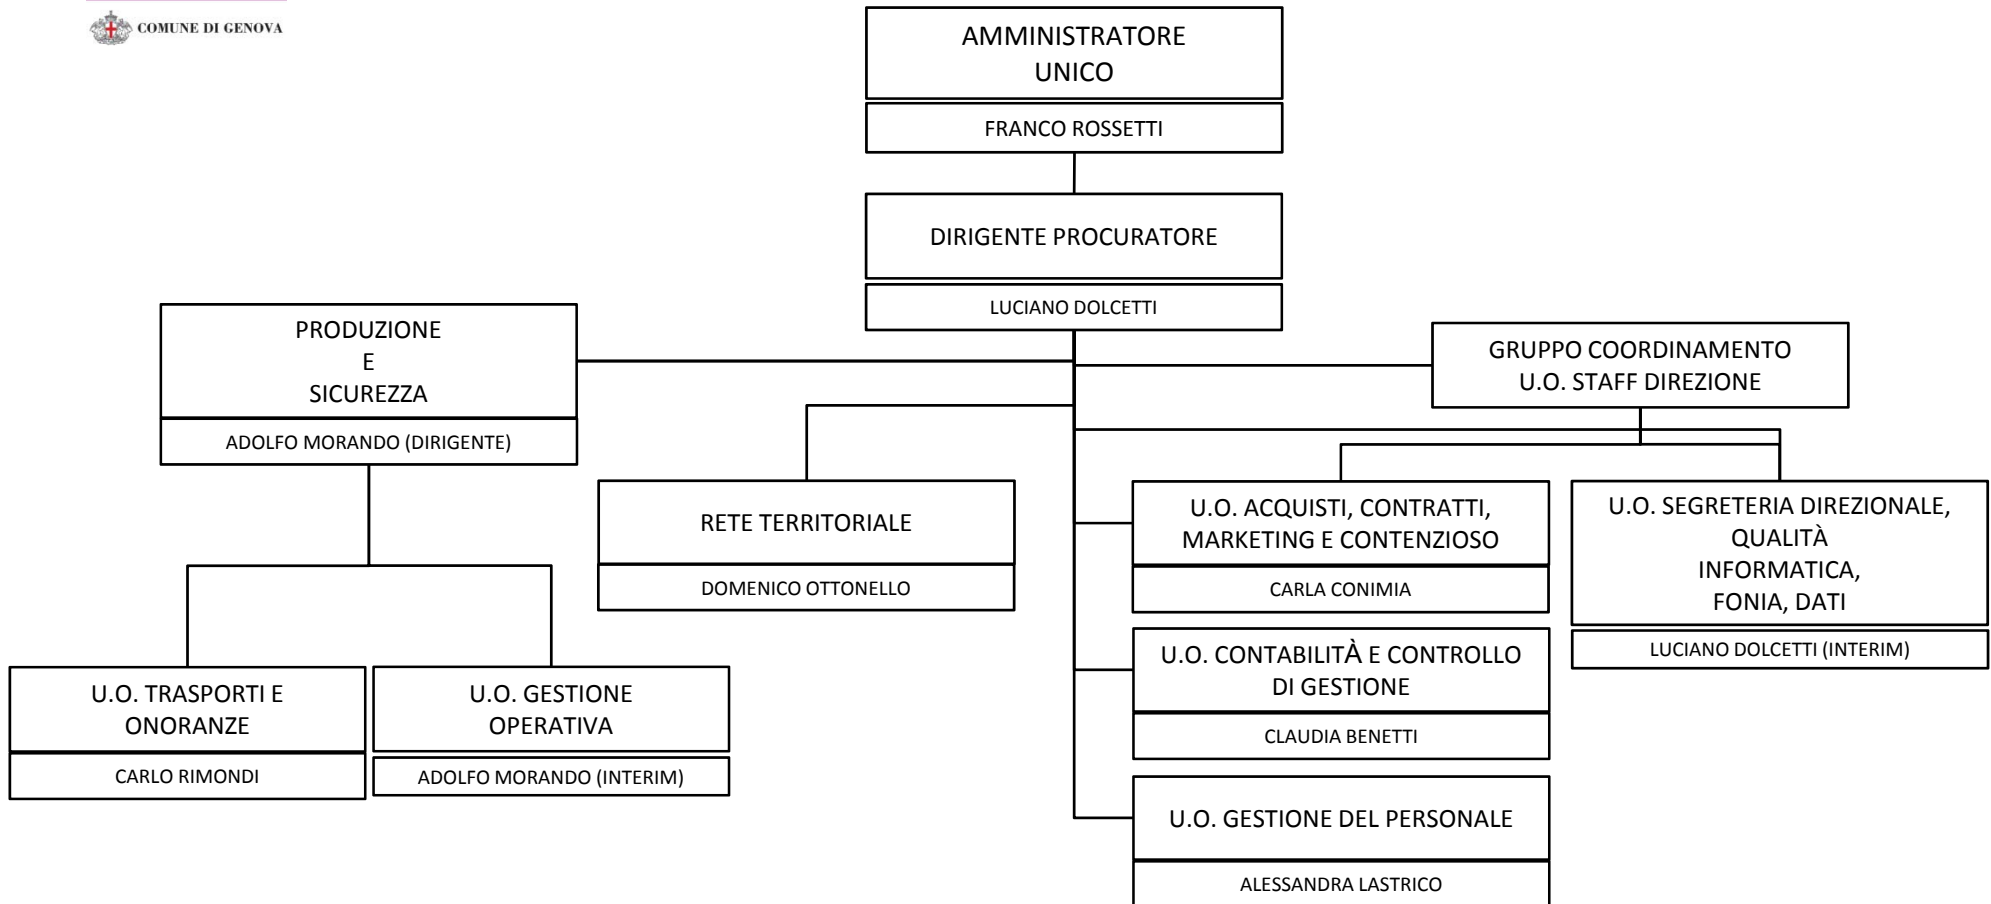 COMUNE DI GENOVA
AMMINISTRATORE
UNICO
FRANCO ROSSETTI
DIRIGENTE PROCURATORE
LUCIANO DOLCETTI
PRODUZIONE
E
SICUREZZA
ADOLFO MORANDO (DIRIGENTE)
GRUPPO COORDINAMENTO
U.O. STAFF DIREZIONE
RETE TERRITORIALE
DOMENICO OTTONELLO
U.O. ACQUISTI, CONTRATTI,
MARKETING E CONTENZIOSO
CARLA CONIMIA
U.O. SEGRETERIA DIREZIONALE,
QUALITÀ
INFORMATICA,
FONIA, DATI
LUCIANO DOLCETTI (INTERIM)
U.O. CONTABILITÀ E CONTROLLO
DI GESTIONE
CLAUDIA BENETTI
U.O. TRASPORTI E
ONORANZE
CARLO RIMONDI
U.O. GESTIONE
OPERATIVA
ADOLFO MORANDO (INTERIM)
U.O. GESTIONE DEL PERSONALE
ALESSANDRA LASTRICO